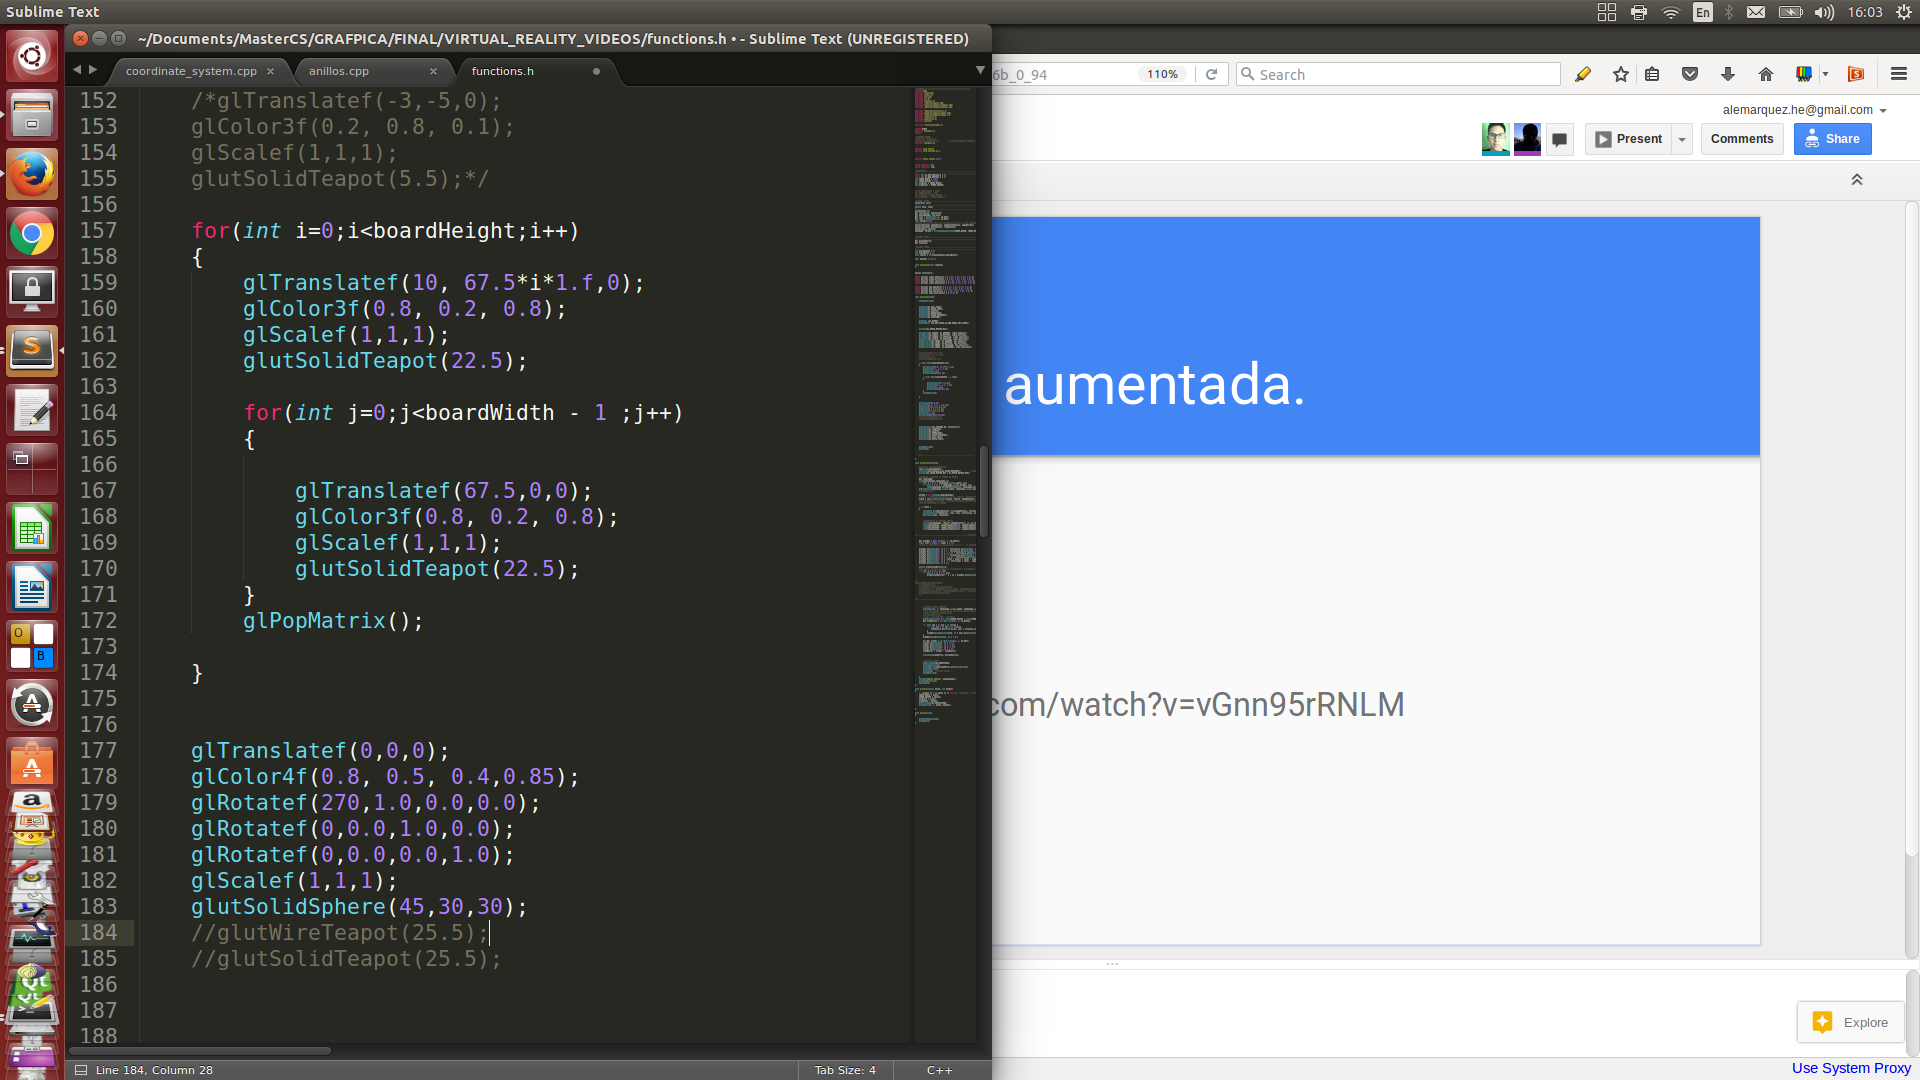 Sublime Text
En
16:03
~/Documents/MasterCS/GRAFPICA/FINAL/VIRTUAL_REALITY_VIDEOS/functions.h • - Sublime Text (UNREGISTERED)
coordinate_system.cpp ×
anillos.cpp ×
functions.h
152 /*glTranslatef(-3,-5,0);
153 glColor3f(0.2, 0.8, 0.1);
154 glScalef(1,1,1);
155 glutSolidTeapot(5.5);*/
156
157 for(int i=0;i<boardHeight;i++)
158 {
159 glTranslatef(10, 67.5*i*1.f,0);
160 glColor3f(0.8, 0.2, 0.8);
161 glScalef(1,1,1);
162 glutSolidTeapot(22.5);
163
164 for(int j=0;j<boardWidth - 1 ;j++)
165 {
166
167 glTranslatef(67.5,0,0);
168 glColor3f(0.8, 0.2, 0.8);
169 glScalef(1,1,1);
170 glutSolidTeapot(22.5);
171 }
172 glPopMatrix();
173
174 }
175
176
177 glTranslatef(0,0,0);
178 glColor4f(0.8, 0.5, 0.4,0.85);
179 glRotatef(270,1.0,0.0,0.0);
180 glRotatef(0,0.0,1.0,0.0);
181 glRotatef(0,0.0,0.0,1.0);
182 glScalef(1,1,1);
183 glutSolidSphere(45,30,30);
184 //glutWireTeapot(25.5);
185 //glutSolidTeapot(25.5);
186
187
188
Line 184, Column 28
Tab Size: 4
C++
6b_0_94
110%
Search
alemarquez.he@gmail.com
Present
Comments
Share
aumentada.
com/watch?v=vGnn95rRNLM
Explore
Use System Proxy